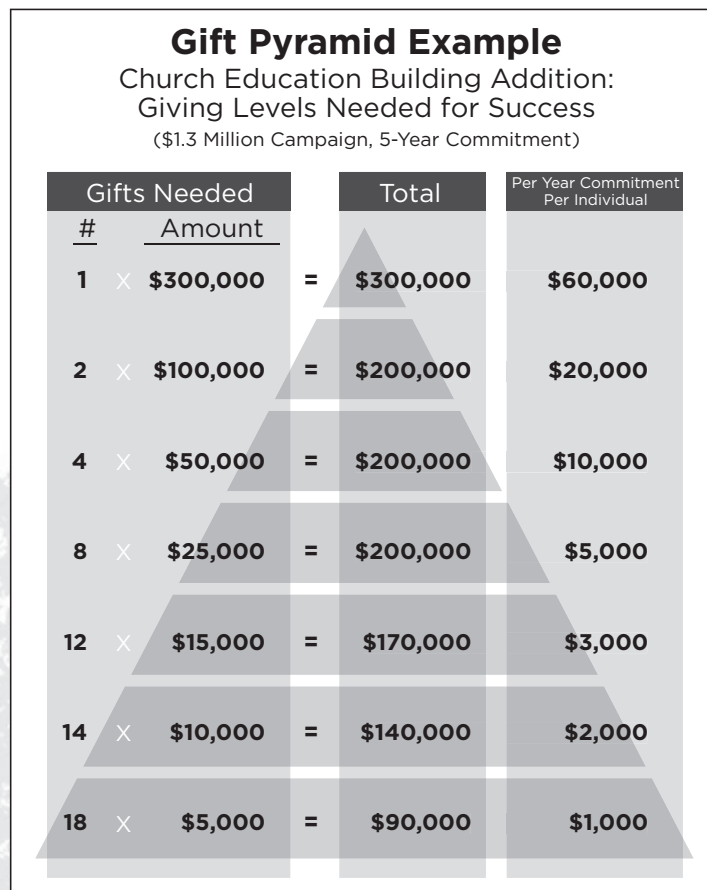 Gift Pyramid Example
Church Education Building Addition:
Giving Levels Needed for Success
($1.3 Million Campaign, 5-Year Commitment)
Gifts Needed Total Per Year Commitment
Per Individual
# Amount
1 X $300,000 = $300,000 $60,000
2 X $100,000 = $200,000 $20,000
4 X $50,000 = $200,000 $10,000
8 X $25,000 = $200,000 $5,000
12 X $15,000 = $170,000 $3,000
14 X $10,000 = $140,000 $2,000
18 X $5,000 = $90,000 $1,000